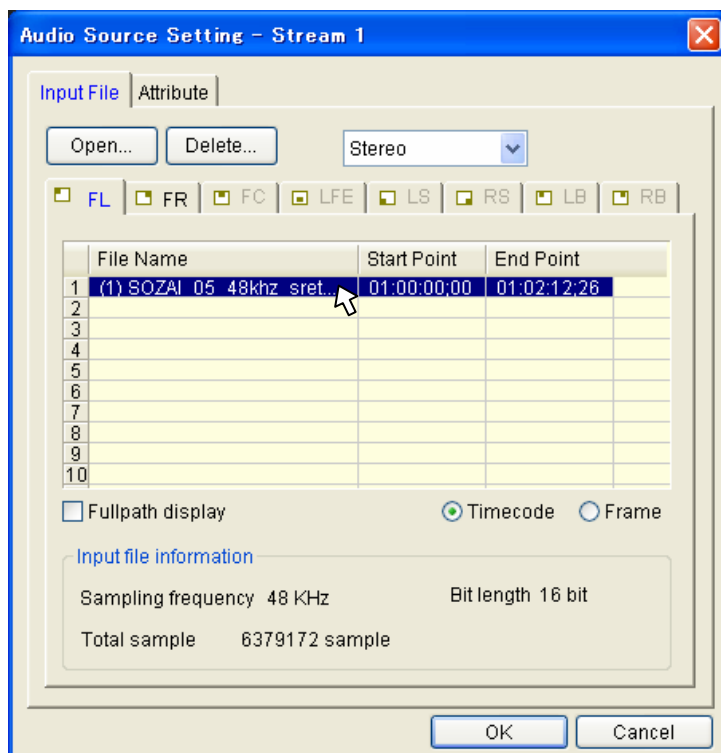 Audio Source Setting - Stream 1
Input File Attribute
Open... Delete... Stereo
FL FR FC LFE LS RS LB RB
File Name Start Point End Point
1 (1) SOZAI_05_48khz_sret... 01:00:00;00 01:02:12;26
2
3
4
5
6
7
8
9
10
Fullpath display Timecode Frame
Input file information
Sampling frequency 48 KHz Bit length 16 bit
Total sample 6379172 sample
OK Cancel